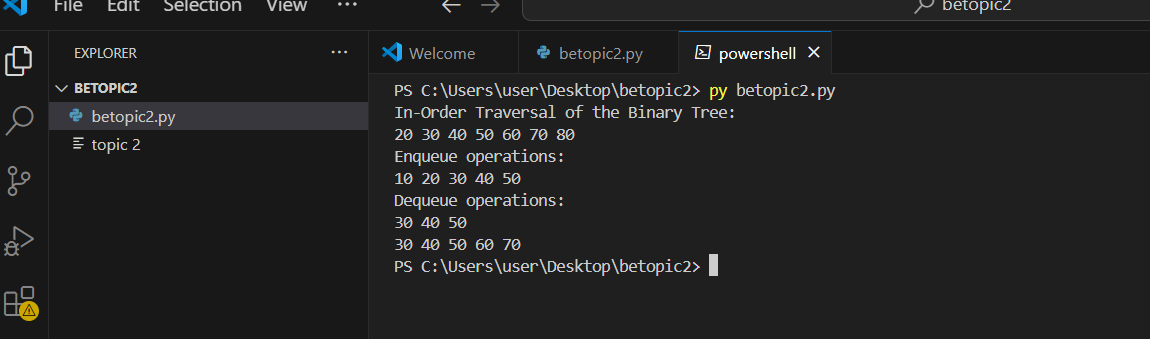 File Edit Selection View ···
betopic2
EXPLORER ···
Welcome betopic2.py powershell
BETOPIC2
betopic2.py
topic 2
PS C:\Users\user\Desktop\betopic2> py betopic2.py
In-Order Traversal of the Binary Tree:
20 30 40 50 60 70 80
Enqueue operations:
10 20 30 40 50
Dequeue operations:
30 40 50
30 40 50 60 70
PS C:\Users\user\Desktop\betopic2>